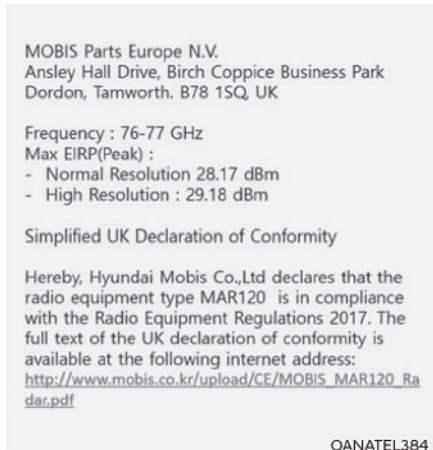 MOBIS Parts Europe N.V.
Ansley Hall Drive, Birch Coppice Business Park
Dordon, Tamworth. B78 1SQ, UK
Frequency : 76-77 GHz
Max EIRP(Peak) :
- Normal Resolution 28.17 dBm
- High Resolution : 29.18 dBm
Simplified UK Declaration of Conformity
Hereby, Hyundai Mobis Co.,Ltd declares that the
radio equipment type MAR120 is in compliance
with the Radio Equipment Regulations 2017. The
full text of the UK declaration of conformity is
available at the following internet address:
http://www.mobis.co.kr/upload/CE/MOBIS_MAR120_Ra
dar.pdf
OANATEL384